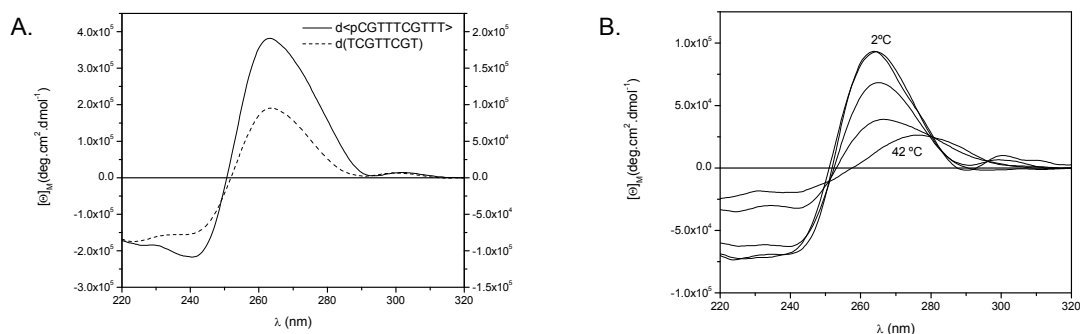 A.
d<pCGTTTCGTTT>
d(TCGTTCGT)
[Θ]M(deg.cm².dmol⁻¹)
4.0x10⁵
3.0x10⁵
2.0x10⁵
1.0x10⁵
0.0
-1.0x10⁵
-2.0x10⁵
-3.0x10⁵
2.0x10⁵
1.5x10⁵
1.0x10⁵
5.0x10⁴
0.0
-5.0x10⁴
-1.0x10⁵
-1.5x10⁵
220 240 260 280 300 320
λ (nm)
B.
2ºC
42 ºC
[Θ]M(deg.cm².dmol⁻¹)
1.0x10⁵
5.0x10⁴
0.0
-5.0x10⁴
-1.0x10⁵
220 240 260 280 300 320
λ (nm)